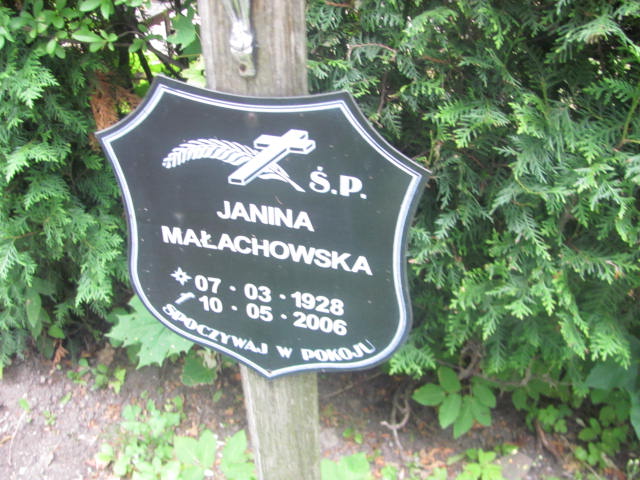 Ś.P.
JANINA
MAŁACHOWSKA
07 · 03 · 1928
10 · 05 · 2006
SPOCZYWAJ W POKOJU